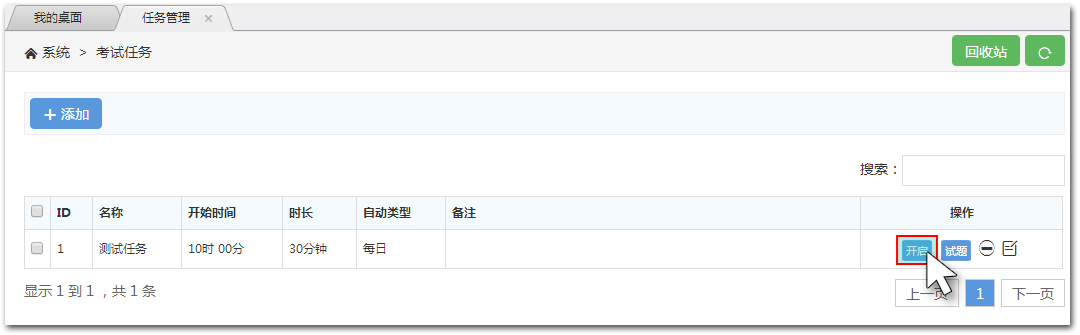 我的桌面 任务管理 ×
系统 > 考试任务 回收站
+ 添加
搜索：
ID 名称 开始时间 时长 自动类型 备注 操作
1 测试任务 10时 00分 30分钟 每日 开启 试题
显示 1 到 1 ，共 1 条 上一页 1 下一页